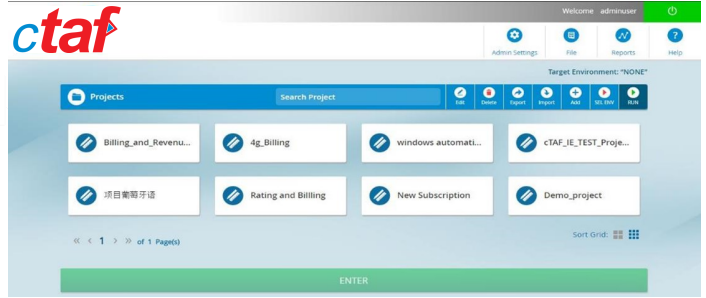 Welcome adminuser
ctaf
Admin Settings File Reports Help
Target Environment: "NONE"
Projects Search Project Edit Delete Export Import Add SEL ENV RUN
Billing_and_Revenu... 4g_Billing windows automati... cTAF_IE_TEST_Proje...
项目葡萄牙语 Rating and Billling New Subscription Demo_project
« < 1 > » of 1 Page(s) Sort Grid:
ENTER